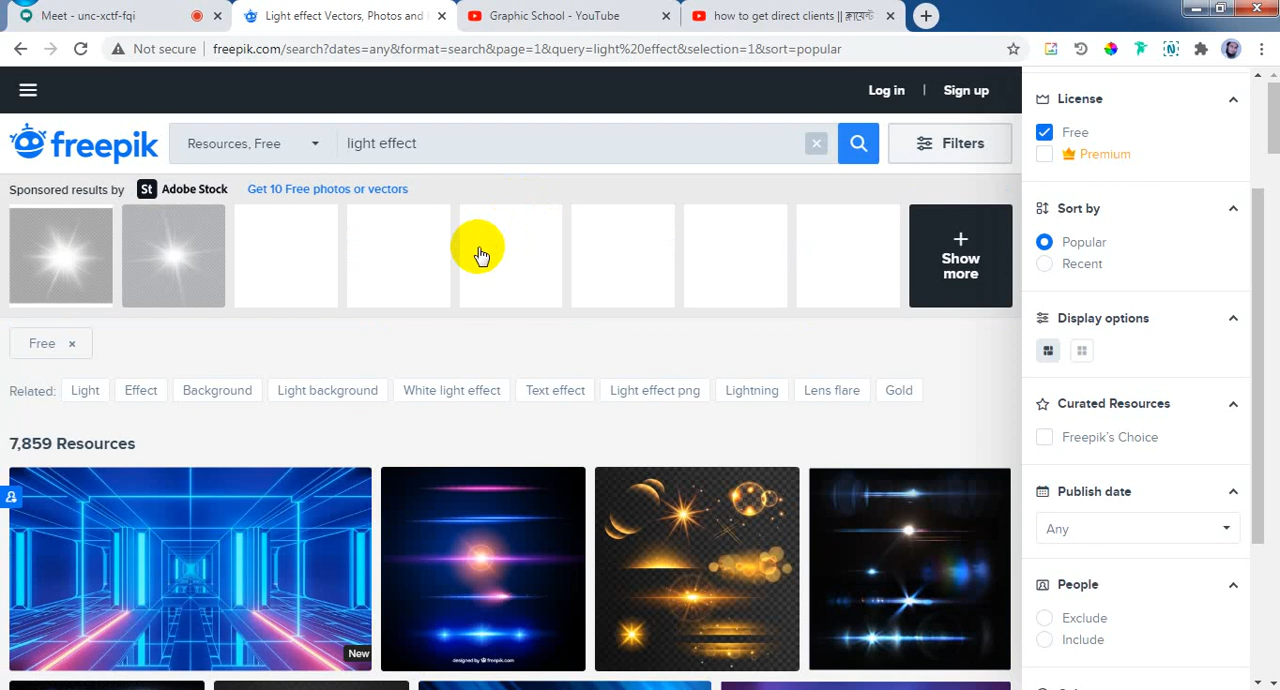 Meet - unc-xctf-fqi
Light effect Vectors, Photos and
Graphic School - YouTube
how to get direct clients || ক্লায়েন্ট
Not secure
freepik.com/search?dates=any&format=search&page=1&query=light%20effect&selection=1&sort=popular
Log in | Sign up
freepik
Resources, Free
light effect
Filters
Sponsored results by St Adobe Stock Get 10 Free photos or vectors
+
Show
more
Free ×
Related: Light Effect Background Light background White light effect Text effect Light effect png Lightning Lens flare Gold
7,859 Resources
New
designed by freepik.com
License
Free
Premium
Sort by
Popular
Recent
Display options
Curated Resources
Freepik's Choice
Publish date
Any
People
Exclude
Include